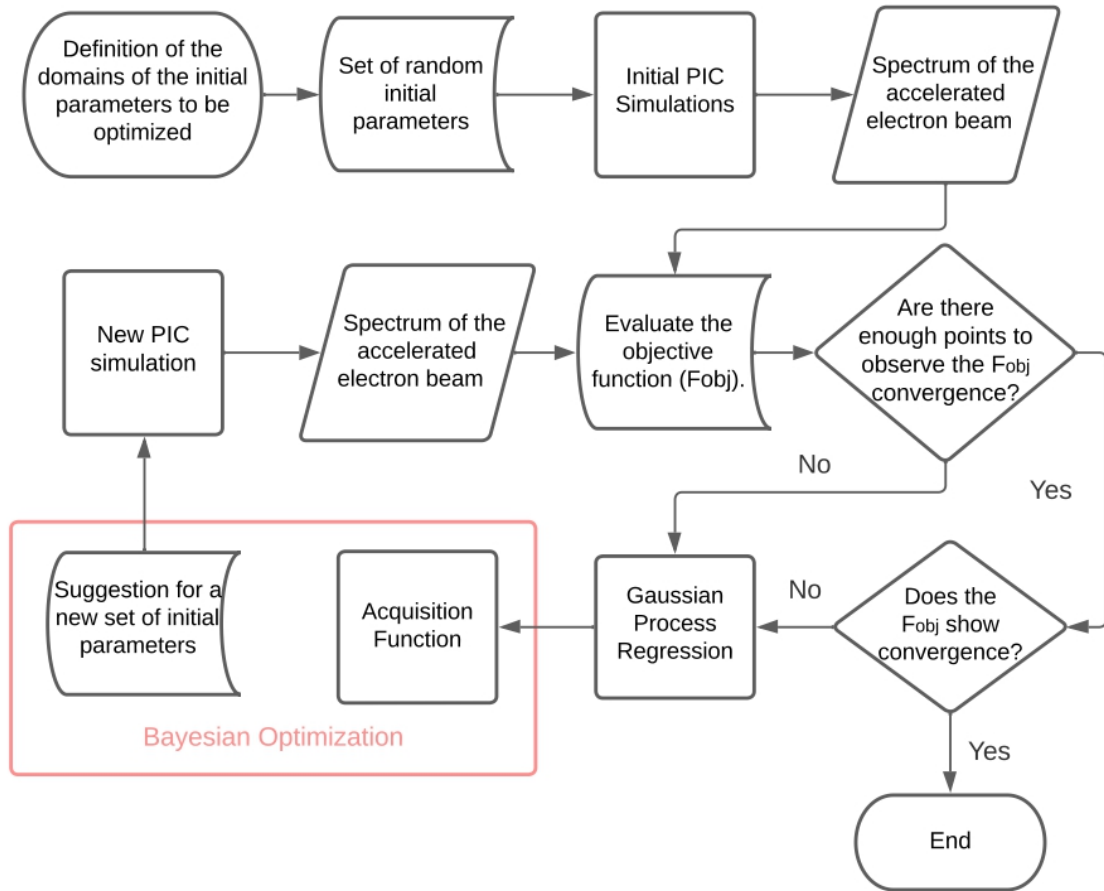 Definition of the
domains of the initial
parameters to be
optimized
Set of random
initial
parameters
Initial PIC
Simulations
Spectrum of the
accelerated
electron beam
New PIC
simulation
Spectrum of the
accelerated
electron beam
Evaluate the
objective
function (Fobj).
Are there
enough points to
observe the Fobj
convergence?
No
Yes
Suggestion for a
new set of initial
parameters
Acquisition
Function
Gaussian
Process
Regression
No
Does the
Fobj show
convergence?
Bayesian Optimization
Yes
End